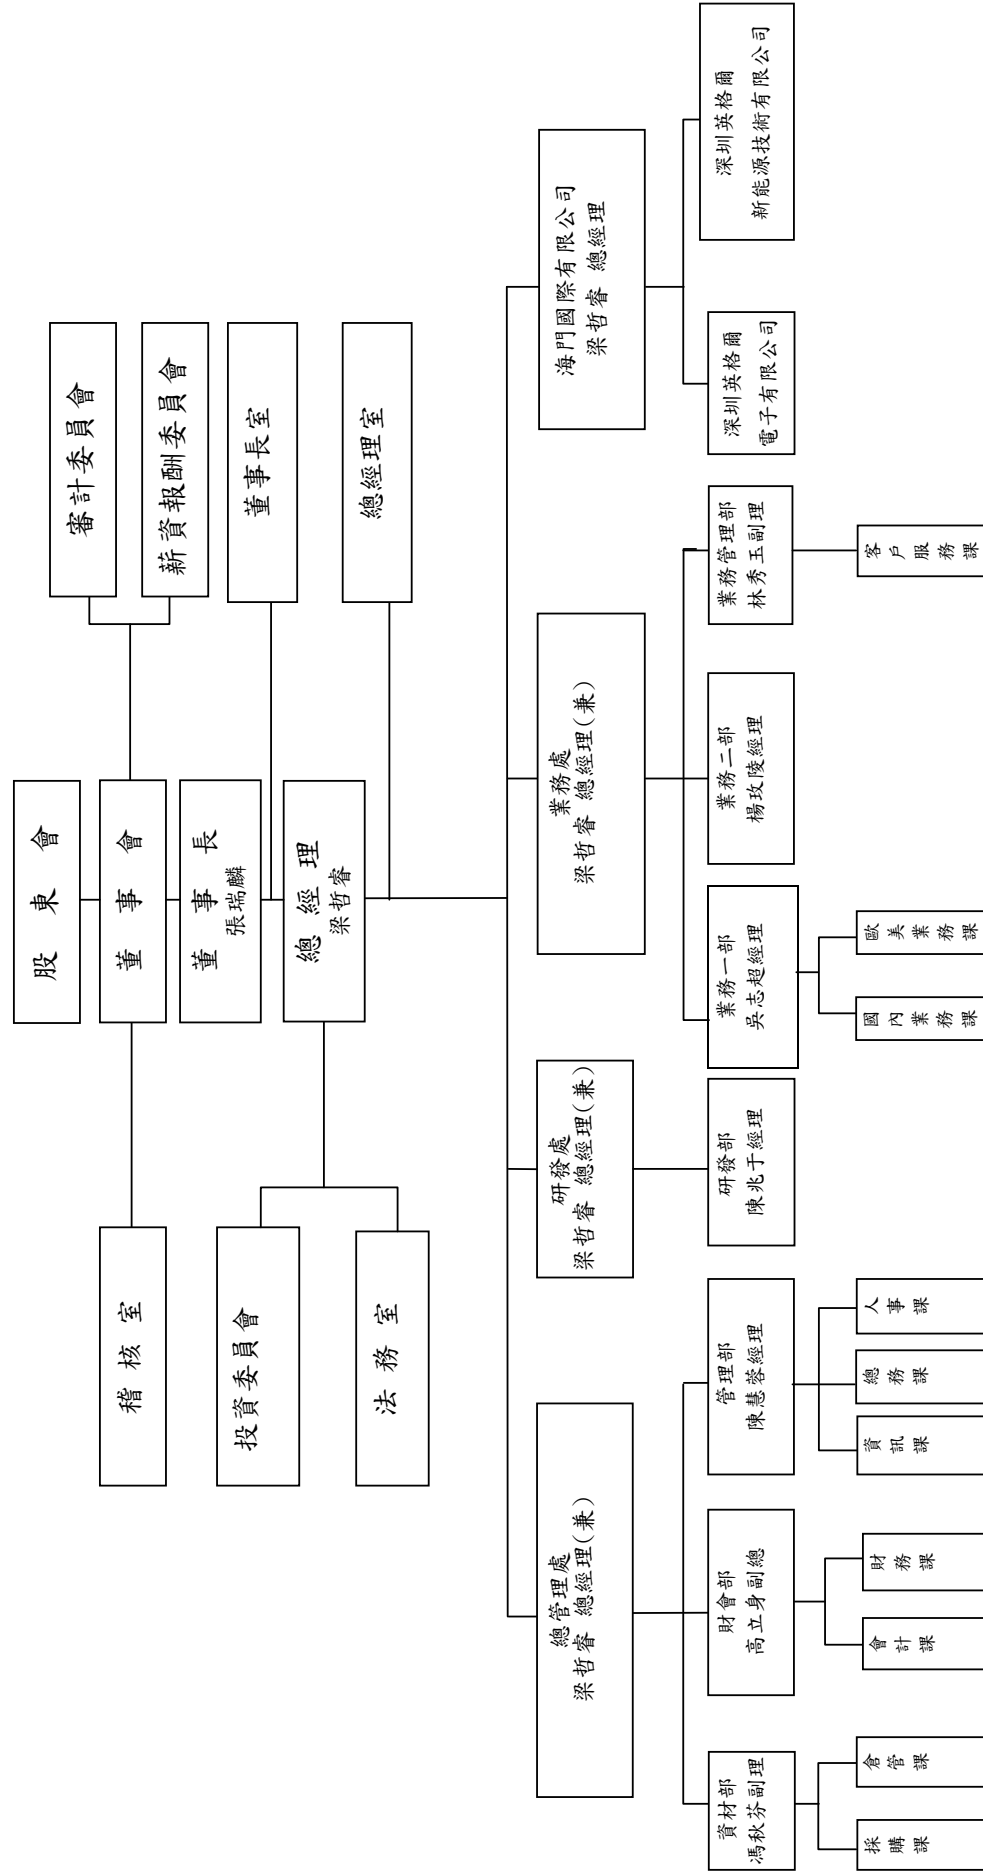 股東會
董事會
審計委員會
薪資報酬委員會
稽核室
董事長
張瑞麟
董事長室
總經理
梁哲睿
總經理室
投資委員會
法務室
總管理處
梁哲睿 總經理(兼)
研發處
梁哲睿 總經理(兼)
業務處
梁哲睿 總經理(兼)
海門國際有限公司
梁哲睿 總經理
資材部
馮秋芬副理
財會部
高立身副總
管理部
陳慧蓉經理
研發部
陳兆于經理
業務一部
吳志超經理
業務二部
楊玫陵經理
業務管理部
林秀玉副理
深圳英格爾
電子有限公司
深圳英格爾
新能源技術有限公司
採購課
倉管課
會計課
財務課
資訊課
總務課
人事課
國內業務課
歐美業務課
客戶服務課